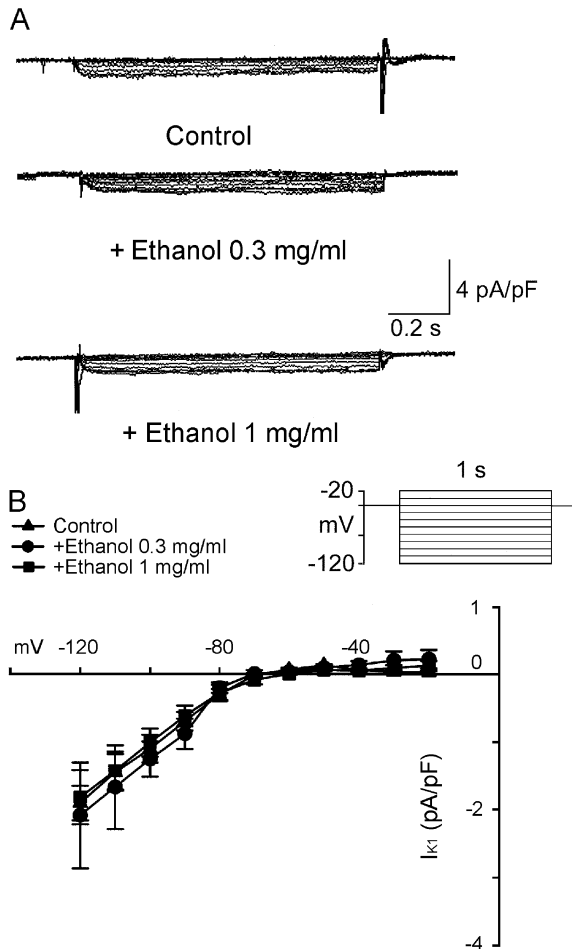 A
Control
+ Ethanol 0.3 mg/ml
4 pA/pF
0.2 s
+ Ethanol 1 mg/ml
B
1 s
-20
mV
-120
Control
+Ethanol 0.3 mg/ml
+Ethanol 1 mg/ml
1
mV -120 -80 -40 0
-2
-4
IK1 (pA/pF)